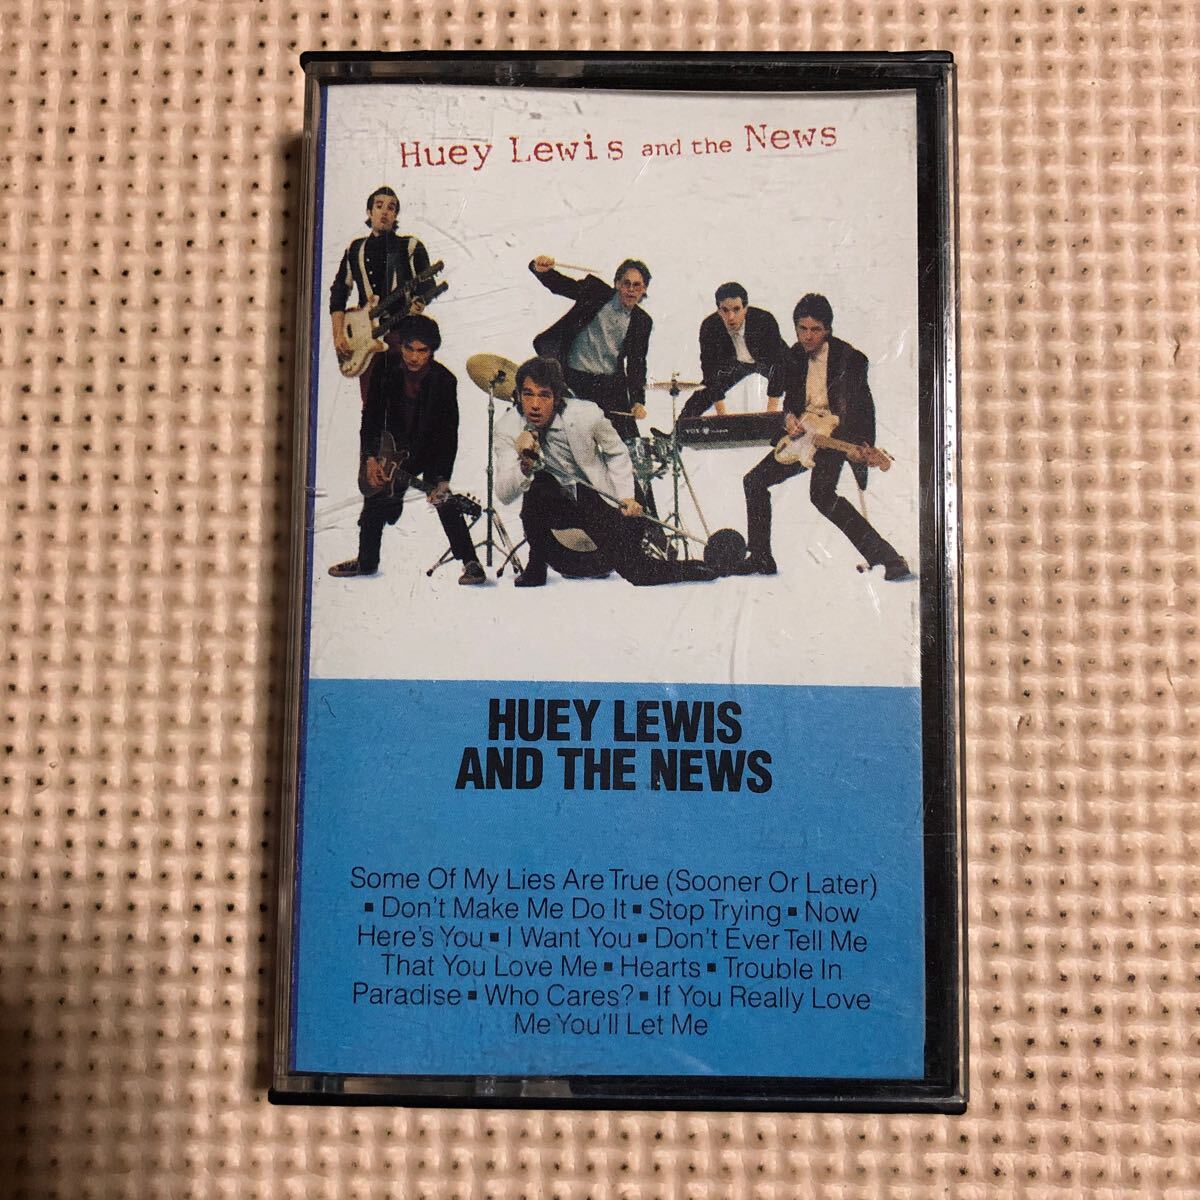 Huey Lewis and the News
VOX
HUEY LEWIS
AND THE NEWS
Some Of My Lies Are True (Sooner Or Later)
▪ Don't Make Me Do It ▪ Stop Trying ▪ Now
Here's You ▪ I Want You ▪ Don't Ever Tell Me
That You Love Me ▪ Hearts ▪ Trouble In
Paradise ▪ Who Cares? ▪ If You Really Love
Me You'll Let Me